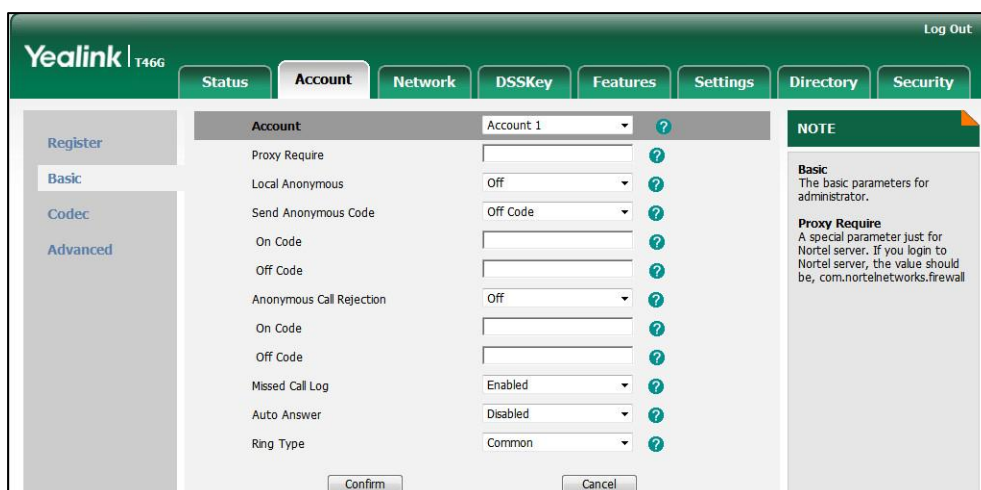 Log Out
Yealink | T46G
Status Account Network DSSKey Features Settings Directory Security
Register
Basic
Codec
Advanced
Account Account 1 ?
Proxy Require ?
Local Anonymous Off ?
Send Anonymous Code Off Code ?
On Code ?
Off Code ?
Anonymous Call Rejection Off ?
On Code ?
Off Code ?
Missed Call Log Enabled ?
Auto Answer Disabled ?
Ring Type Common ?
Confirm Cancel
NOTE
Basic
The basic parameters for
administrator.
Proxy Require
A special parameter just for
Nortel server. If you login to
Nortel server, the value should
be, com.nortelnetworks.firewall